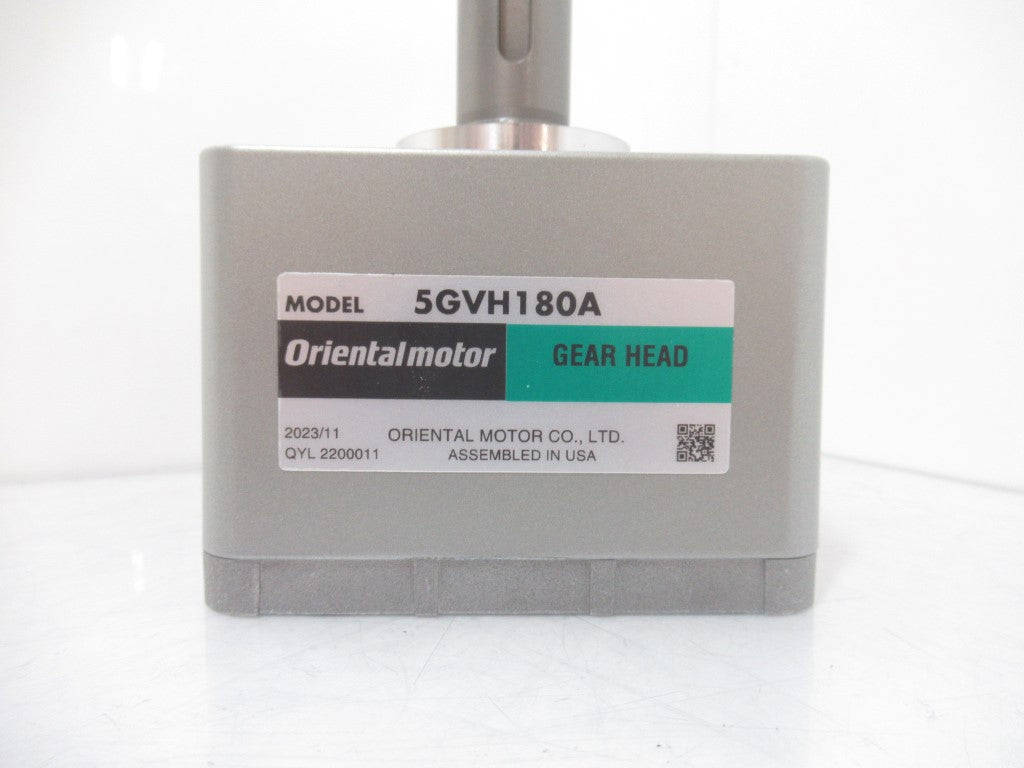 MODEL 5GVH180A
Orientalmotor GEAR HEAD
2023/11 ORIENTAL MOTOR CO., LTD.
QYL 2200011 ASSEMBLED IN USA